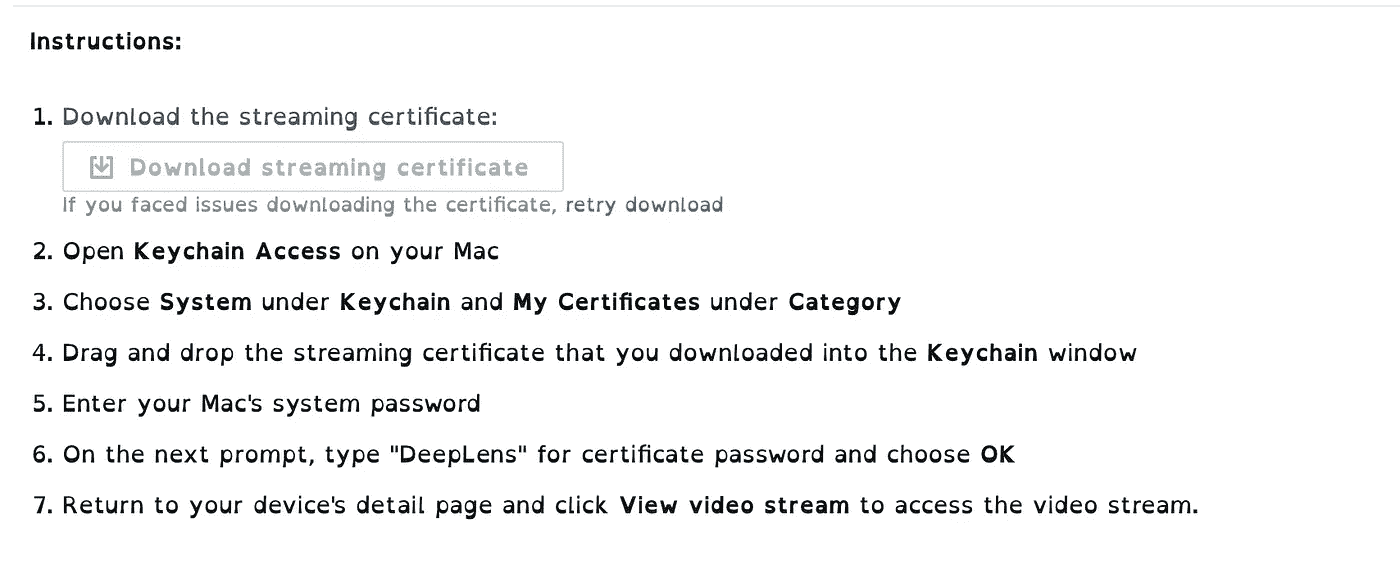 Instructions:
1. Download the streaming certificate:
Download streaming certificate
If you faced issues downloading the certificate, retry download
2. Open Keychain Access on your Mac
3. Choose System under Keychain and My Certificates under Category
4. Drag and drop the streaming certificate that you downloaded into the Keychain window
5. Enter your Mac's system password
6. On the next prompt, type "DeepLens" for certificate password and choose OK
7. Return to your device's detail page and click View video stream to access the video stream.